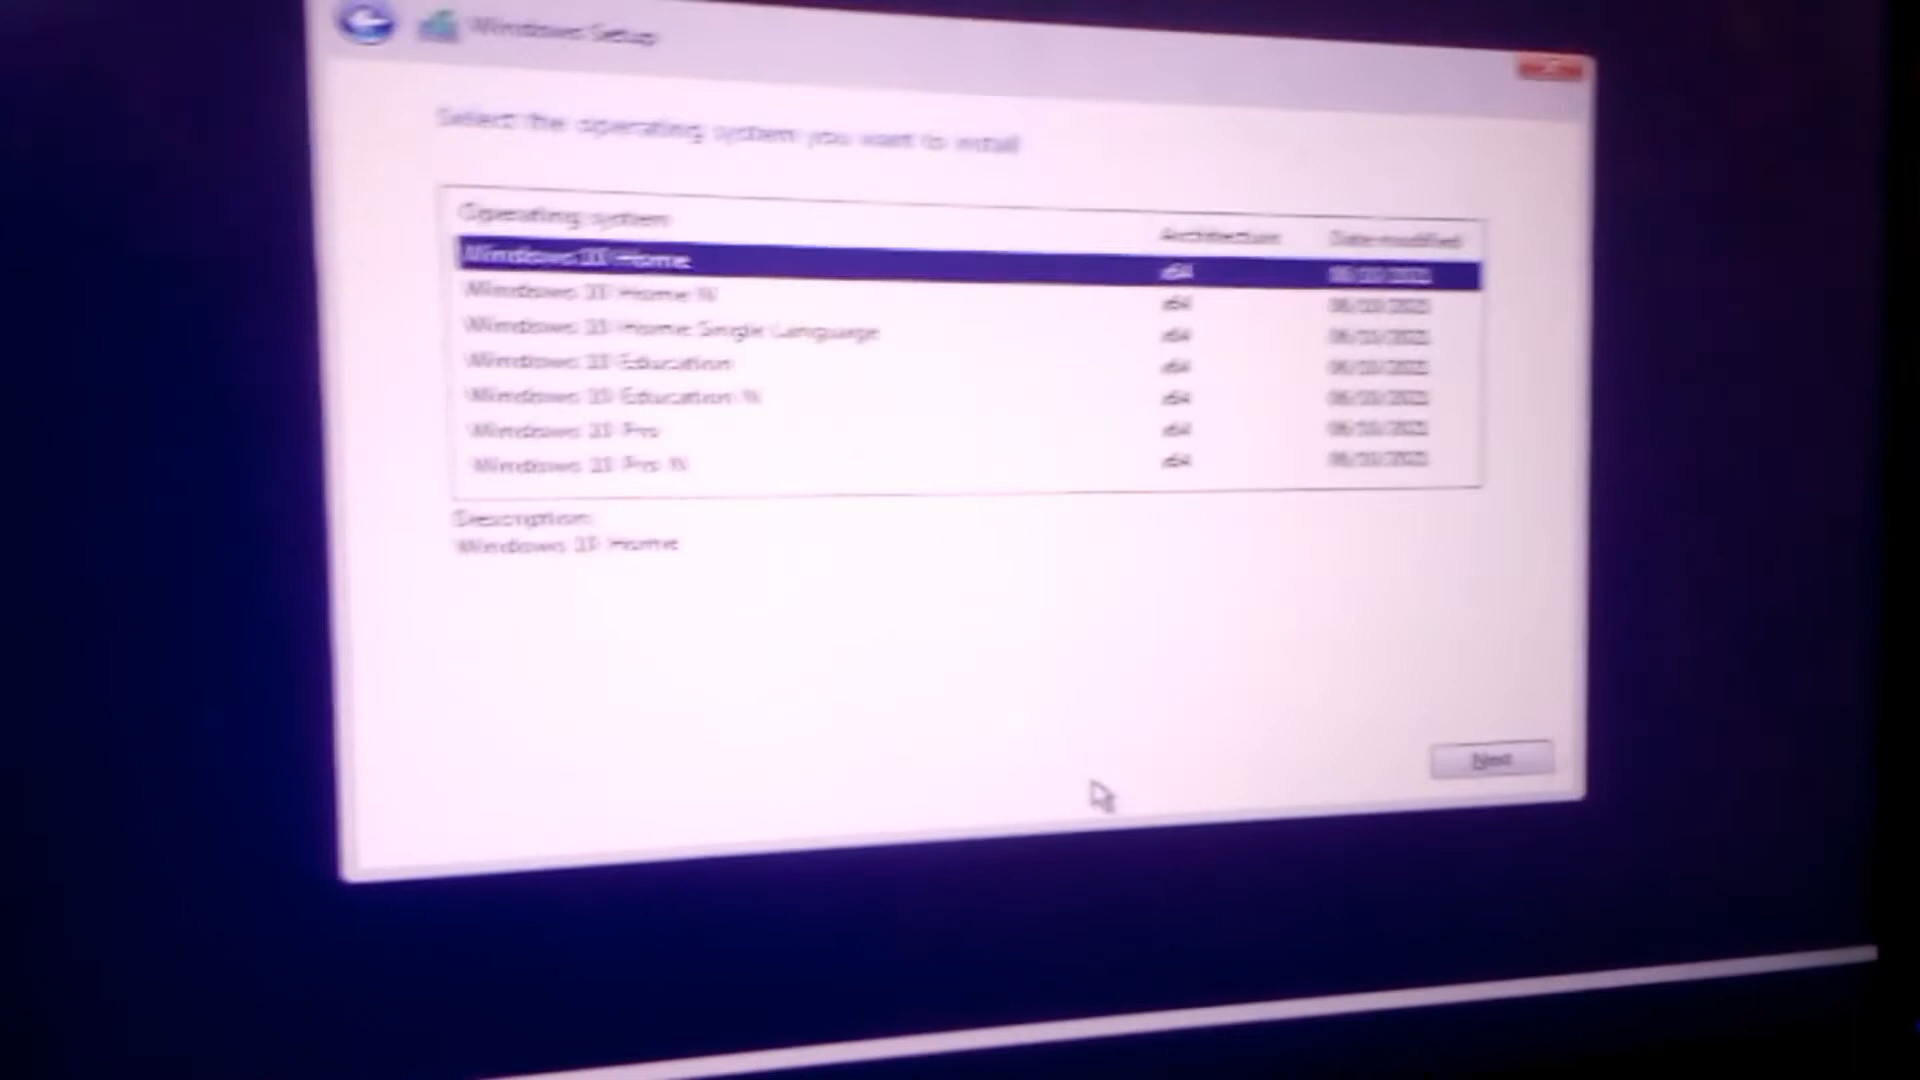 Windows Setup
Select the operating system you want to install
Operating system Architecture Date modified
Windows 11 Home x64
Windows 11 Home N x64
Windows 11 Home Single Language x64
Windows 11 Education x64
Windows 11 Education N x64
Windows 11 Pro x64
Windows 11 Pro N x64
Description:
Windows 11 Home
Next